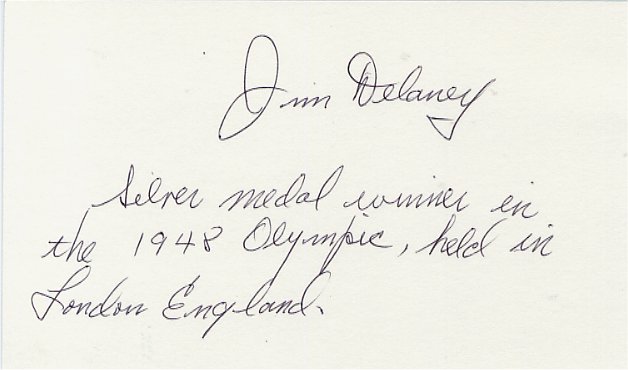 Jim Delaney
Silver medal winner in
the 1948 Olympic, held in
London England.